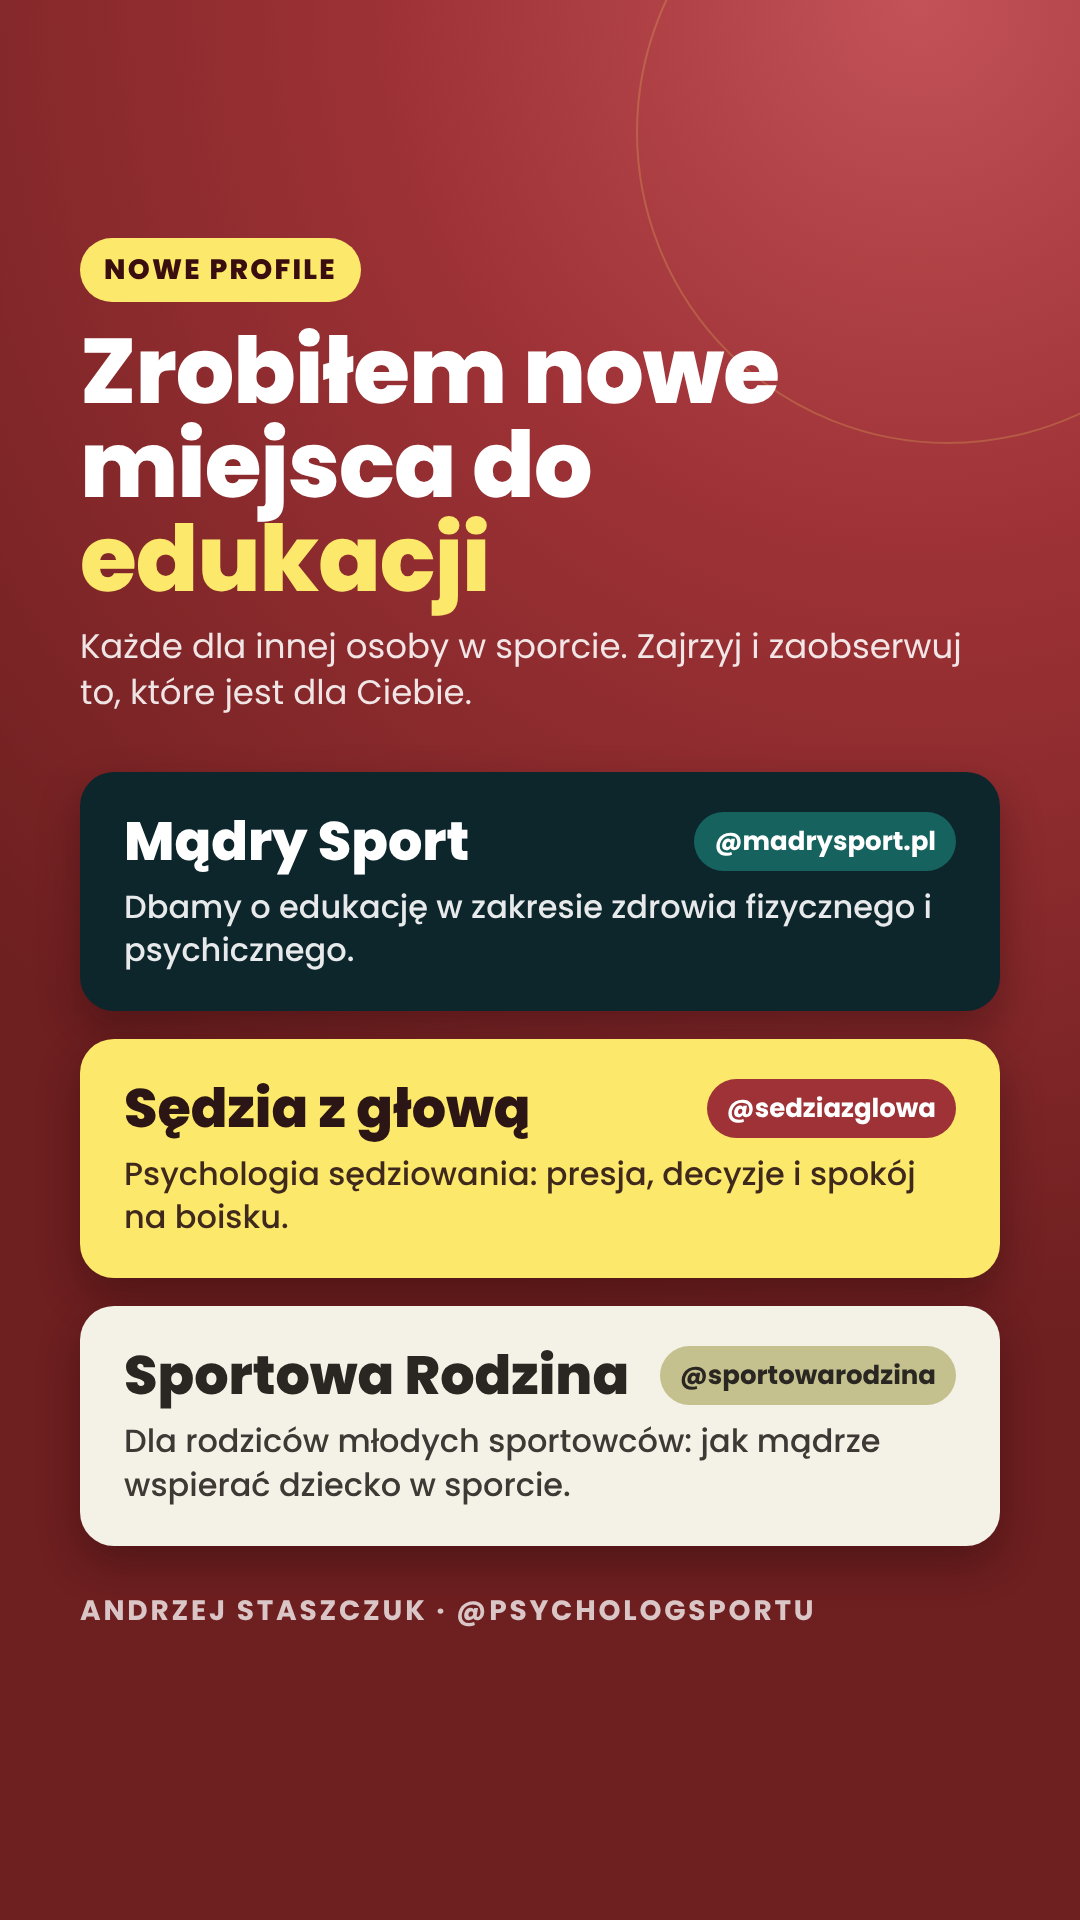 NOWE PROFILE
Zrobiłem nowe
miejsca do
edukacji
Każde dla innej osoby w sporcie. Zajrzyj i zaobserwuj
to, które jest dla Ciebie.
Mądry Sport
@madrysport.pl
Dbamy o edukację w zakresie zdrowia fizycznego i
psychicznego.
Sędzia z głową
@sedziazglowa
Psychologia sędziowania: presja, decyzje i spokój
na boisku.
Sportowa Rodzina
@sportowarodzina
Dla rodziców młodych sportowców: jak mądrze
wspierać dziecko w sporcie.
ANDRZEJ STASZCZUK · @PSYCHOLOGSPORTU